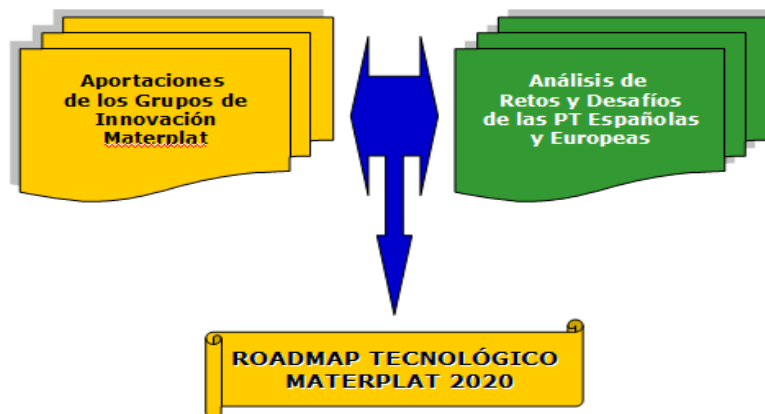 Aportaciones
de los Grupos de
Innovación
Materplat
Análisis de
Retos y Desafíos
de las PT Españolas
y Europeas
ROADMAP TECNOLÓGICO
MATERPLAT 2020